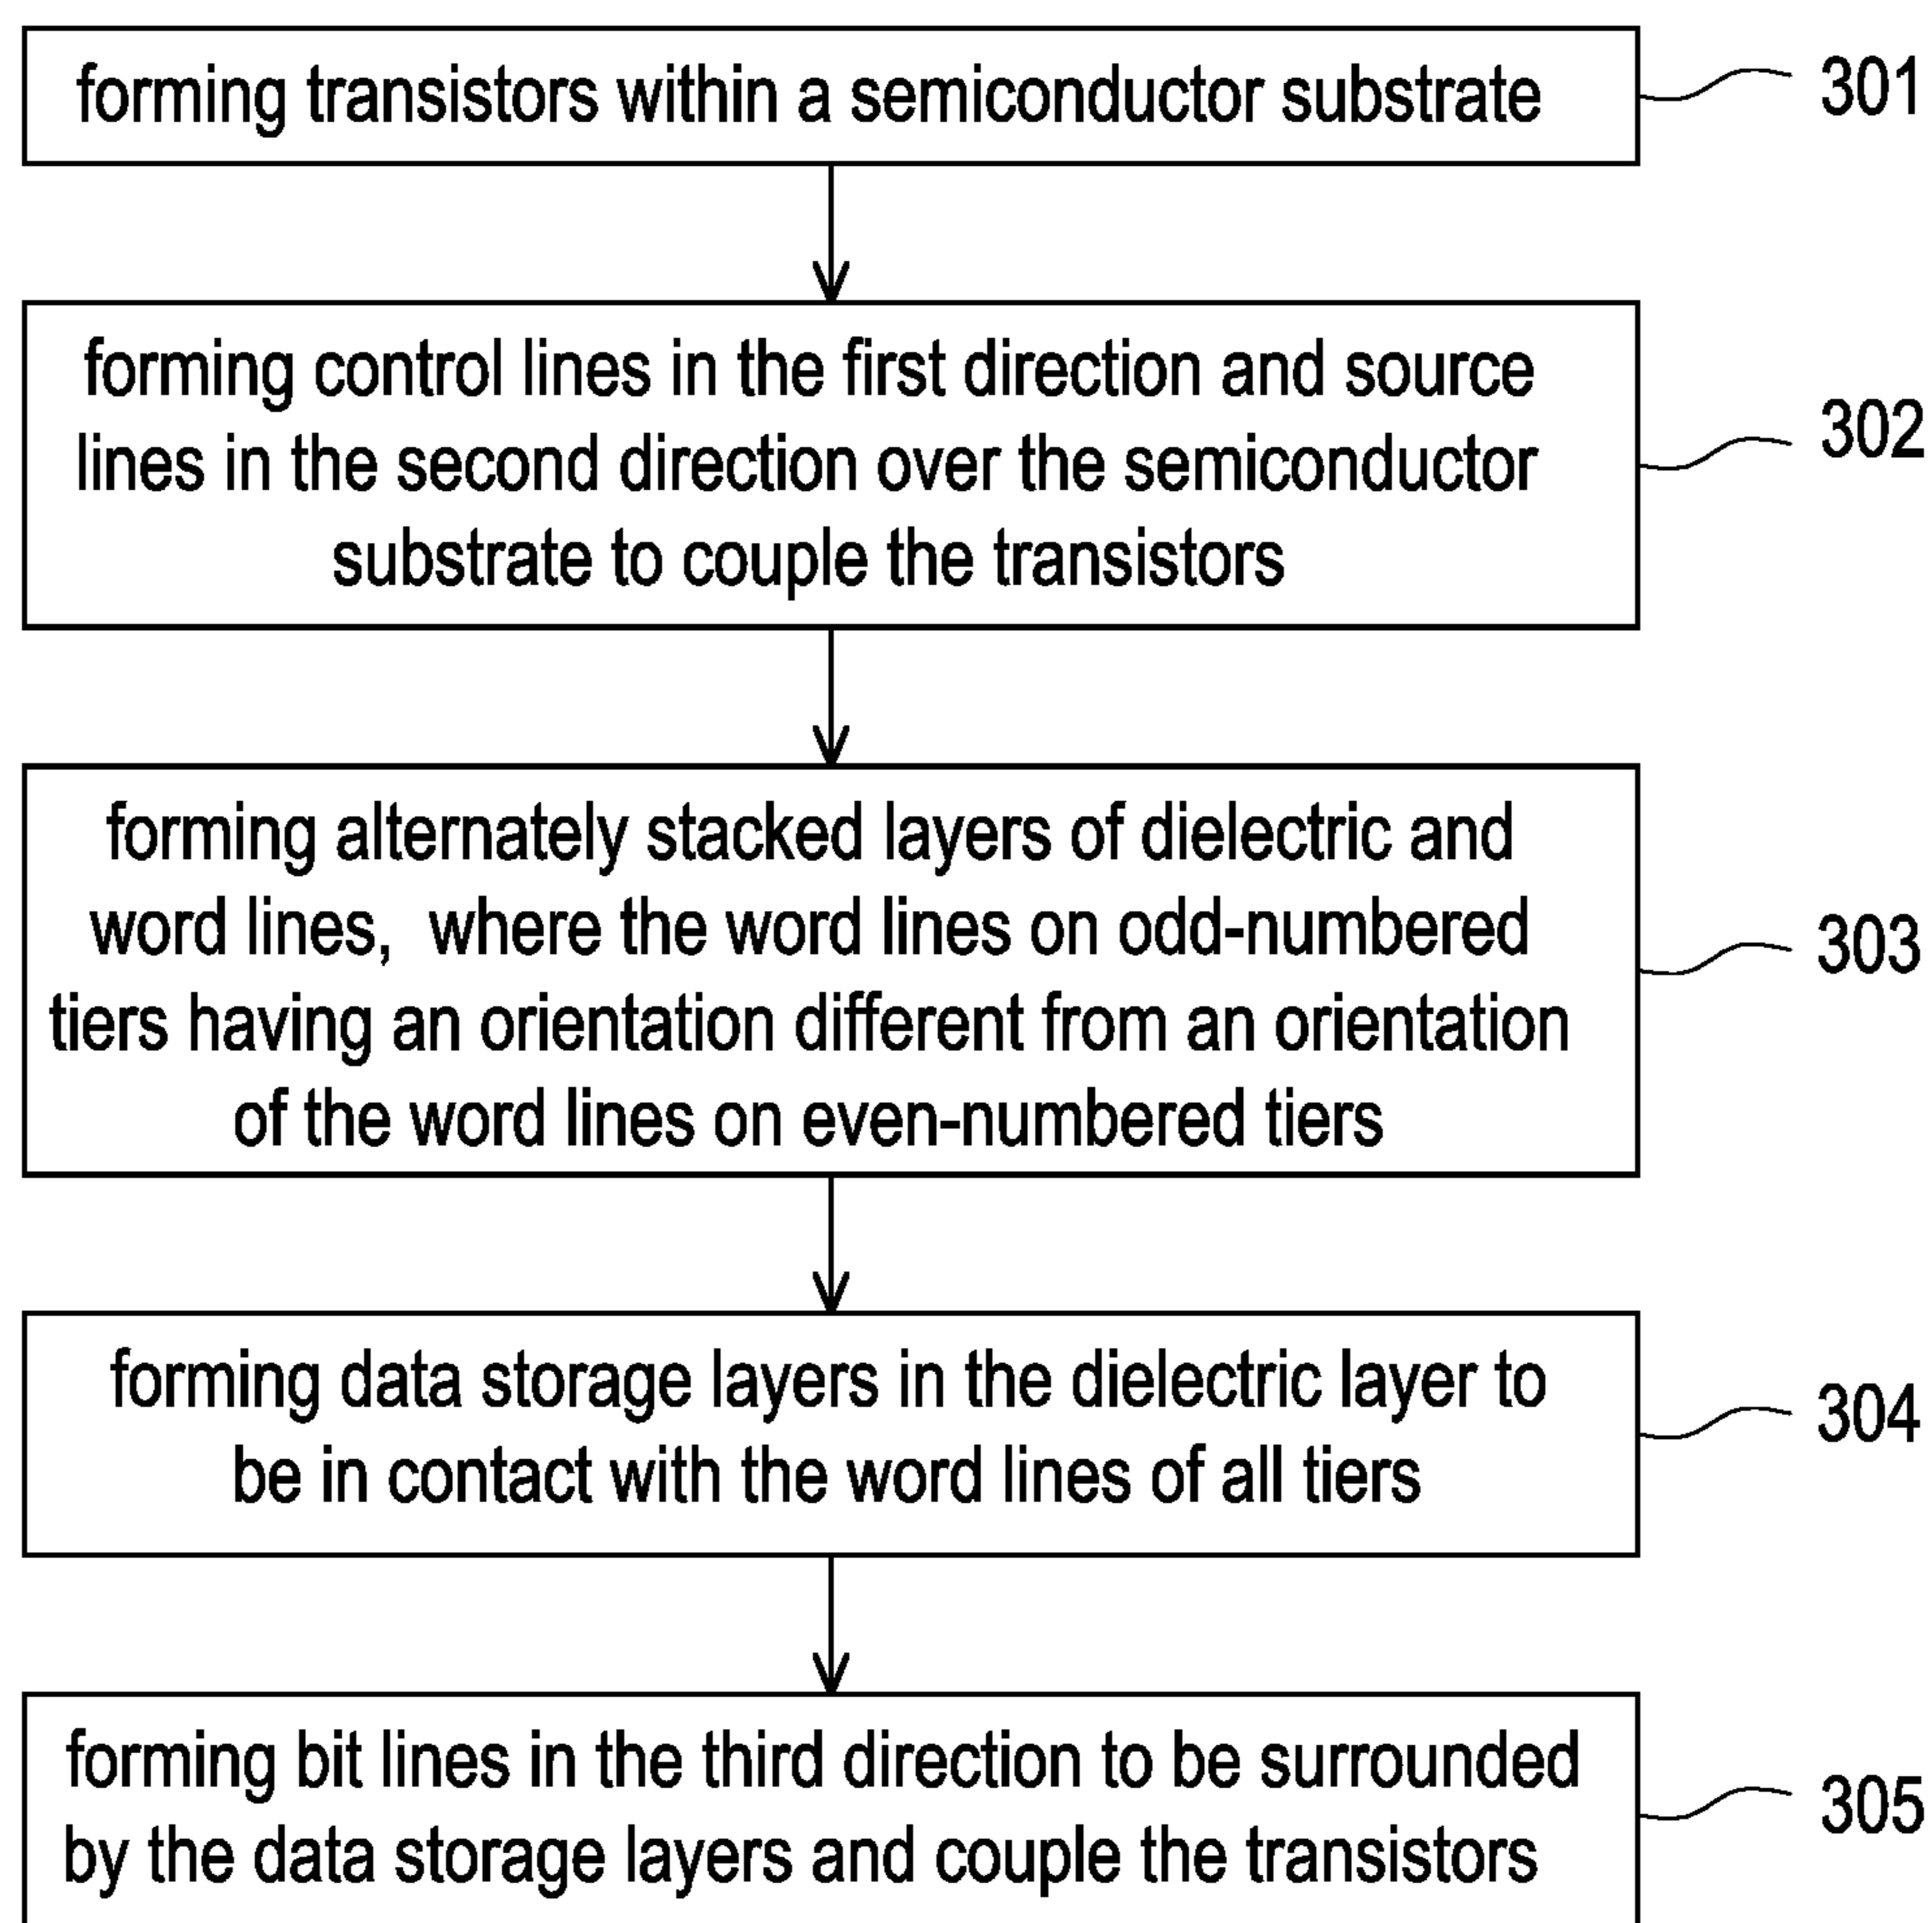 forming transistors within a semiconductor substrate
301
forming control lines in the first direction and source
lines in the second direction over the semiconductor
substrate to couple the transistors
302
forming alternately stacked layers of dielectric and
word lines, where the word lines on odd-numbered
tiers having an orientation different from an orientation
of the word lines on even-numbered tiers
303
forming data storage layers in the dielectric layer to
be in contact with the word lines of all tiers
304
forming bit lines in the third direction to be surrounded
by the data storage layers and couple the transistors
305